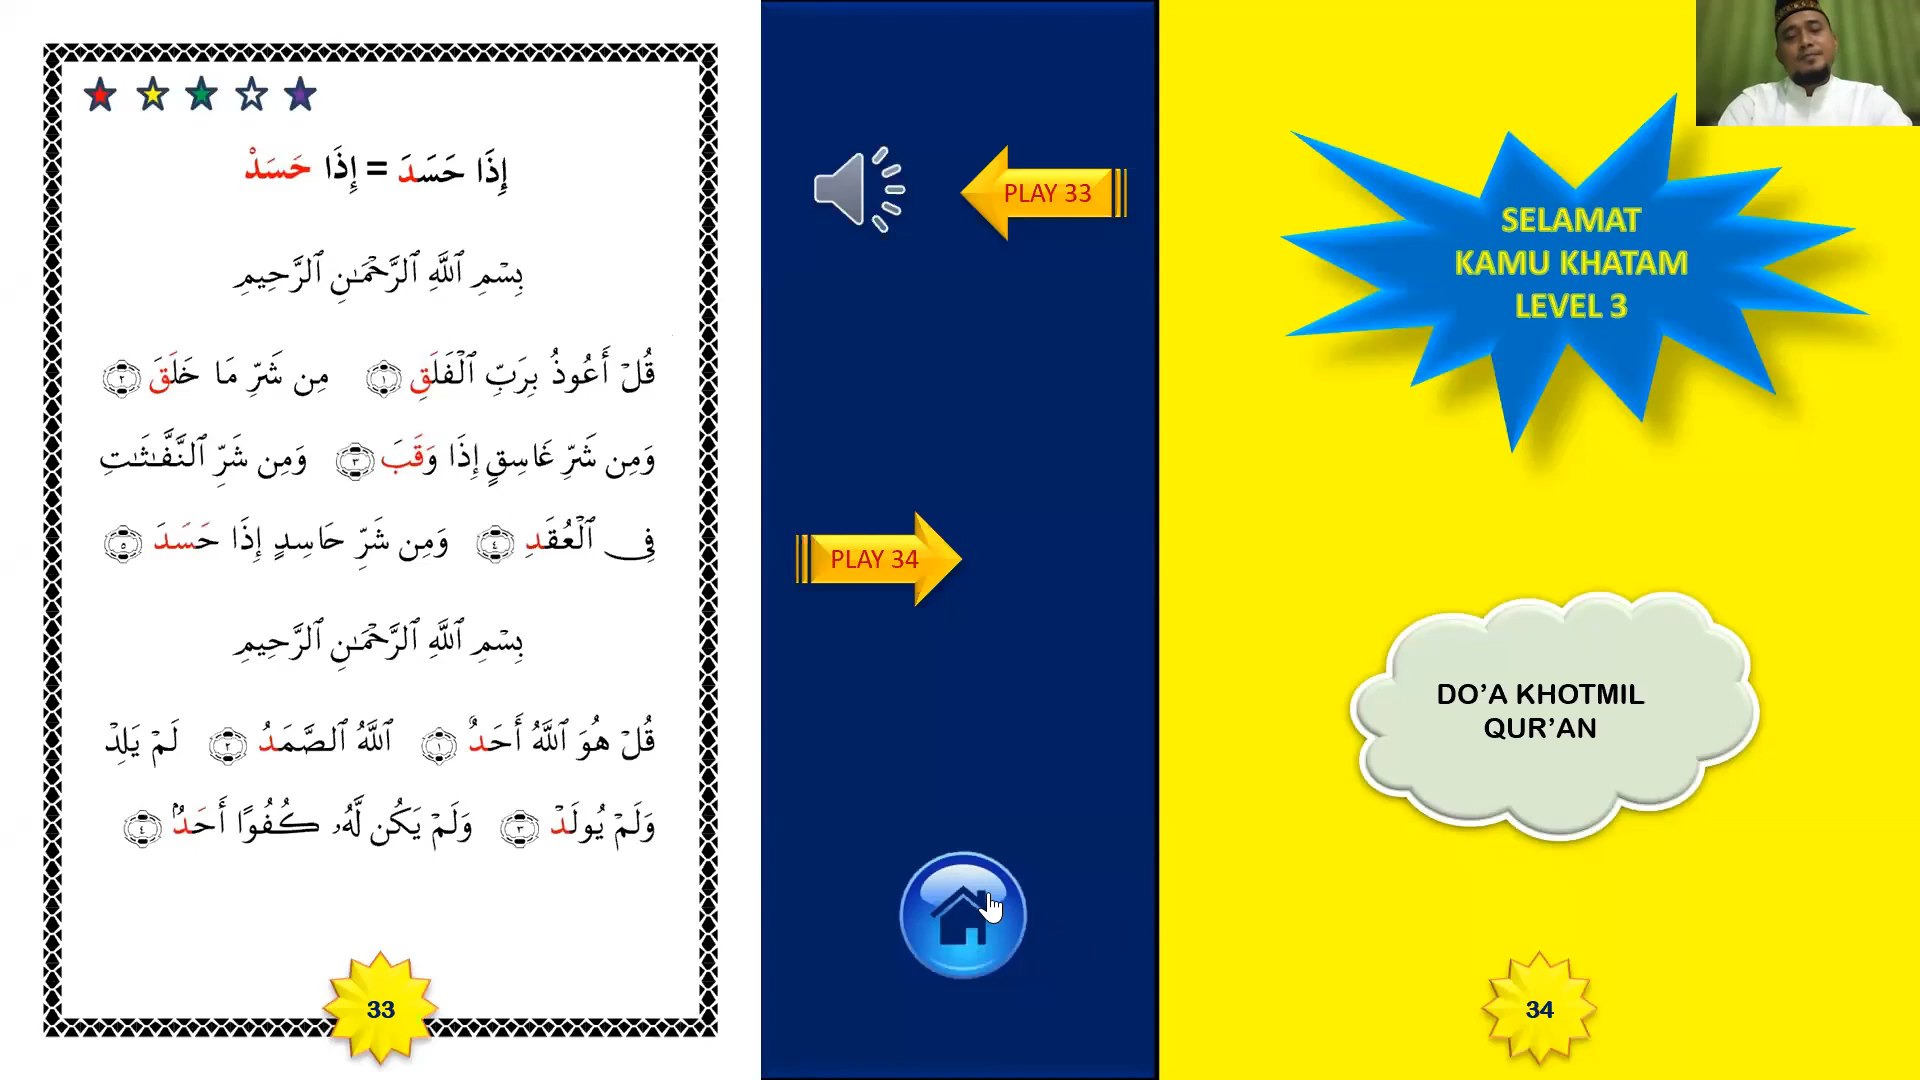 إِذَا حَسَدَ = إِذَا حَسَدْ
بِسْمِ ٱللَّهِ ٱلرَّحْمَـٰنِ ٱلرَّحِيمِ
قُلْ أَعُوذُ بِرَبِّ ٱلْفَلَقِ ١ مِن شَرِّ مَا خَلَقَ ٢
وَمِن شَرِّ غَاسِقٍ إِذَا وَقَبَ ٣ وَمِن شَرِّ ٱلنَّفَّـٰثَـٰتِ
فِى ٱلْعُقَدِ ٤ وَمِن شَرِّ حَاسِدٍ إِذَا حَسَدَ ٥
بِسْمِ ٱللَّهِ ٱلرَّحْمَـٰنِ ٱلرَّحِيمِ
قُلْ هُوَ ٱللَّهُ أَحَدٌ ١ ٱللَّهُ ٱلصَّمَدُ ٢ لَمْ يَلِدْ
وَلَمْ يُولَدْ ٣ وَلَمْ يَكُن لَّهُۥ كُفُوًا أَحَدٌۢ ٤
33
PLAY 33
PLAY 34
SELAMAT
KAMU KHATAM
LEVEL 3
DO’A KHOTMIL
QUR’AN
34